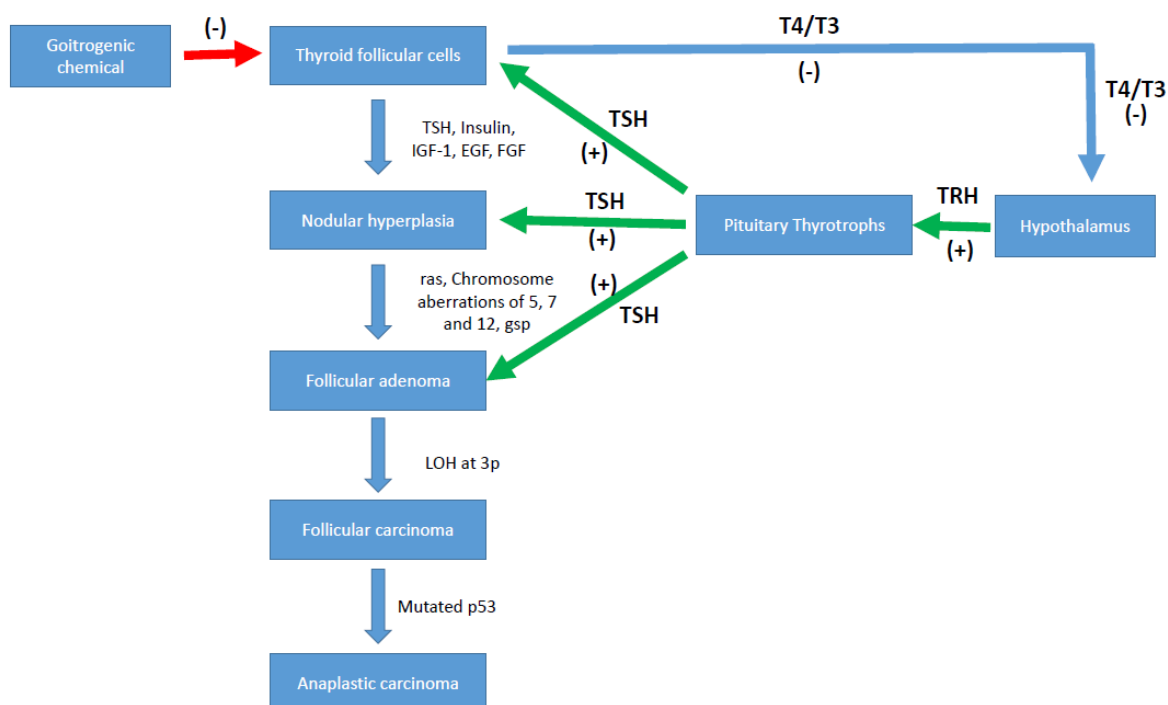 Goitrogenic
chemical
(-)
Thyroid follicular cells
T4/T3
(-)
T4/T3
(-)
TSH, Insulin,
IGF-1, EGF, FGF
TSH
(+)
Nodular hyperplasia
TSH
(+)
Pituitary Thyrotrophs
TRH
(+)
Hypothalamus
ras, Chromosome
aberrations of 5, 7
and 12, gsp
(+)
TSH
Follicular adenoma
LOH at 3p
Follicular carcinoma
Mutated p53
Anaplastic carcinoma